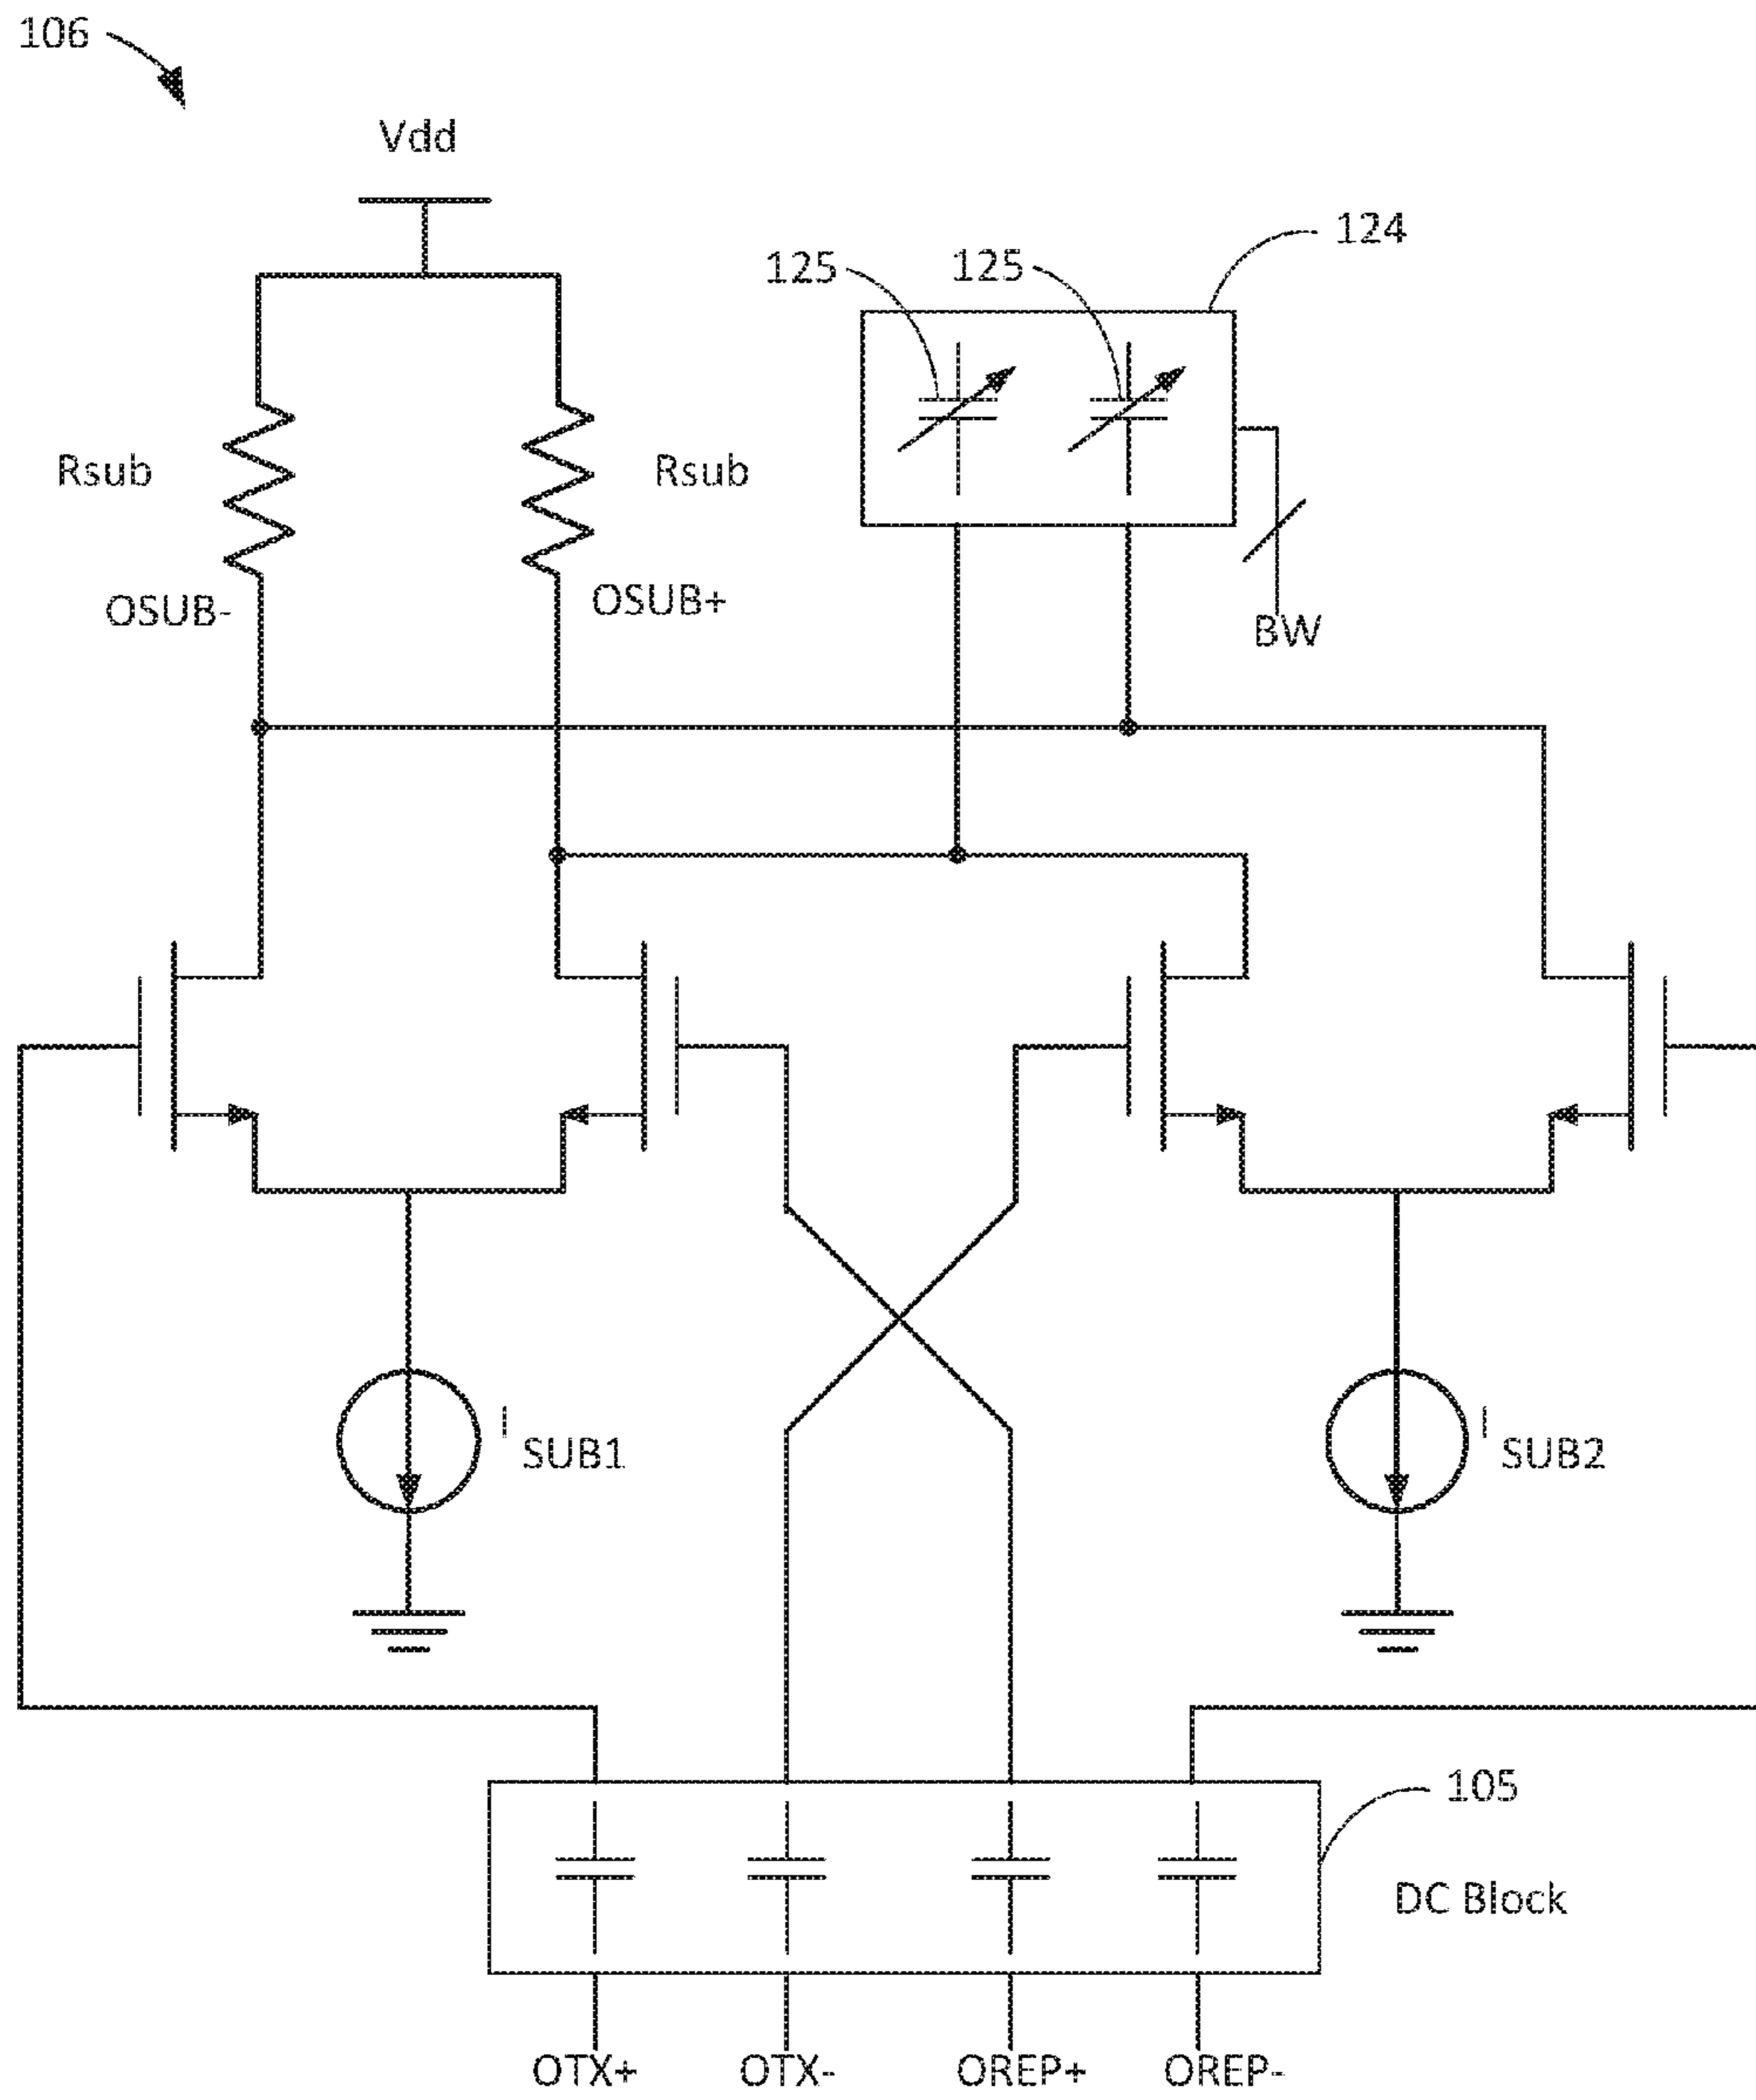 106
Vdd
124
125
125
Rsub
Rsub
OSUB-
OSUB+
BW
I SUB1
I SUB2
105
DC Block
OTX+
OTX-
OREP+
OREP-